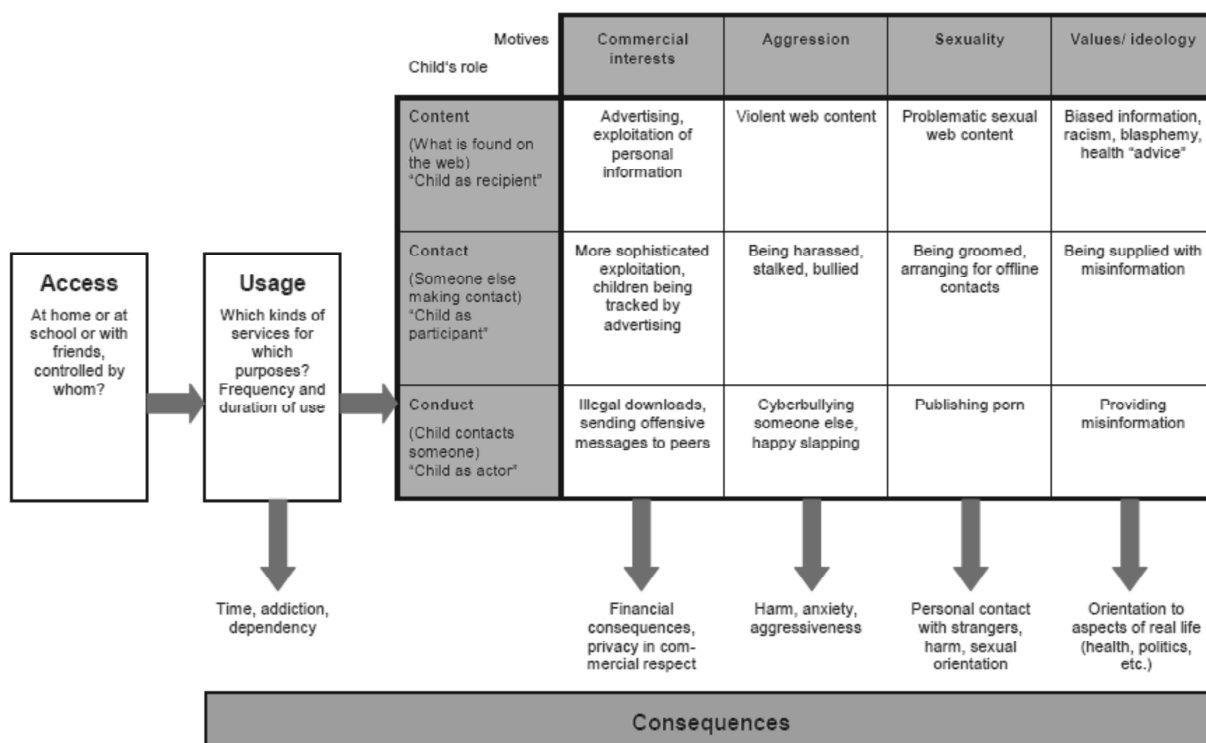 Motives
Child's role
Commercial
interests
Aggression
Sexuality
Values/ ideology
Content
(What is found on
the web)
“Child as recipient”
Advertising,
exploitation of
personal
information
Violent web content
Problematic sexual
web content
Biased information,
racism, blasphemy,
health “advice”
Contact
(Someone else
making contact)
“Child as
participant”
More sophisticated
exploitation,
children being
tracked by
advertising
Being harassed,
stalked, bullied
Being groomed,
arranging for offline
contacts
Being supplied with
misinformation
Conduct
(Child contacts
someone)
“Child as actor”
Illegal downloads,
sending offensive
messages to peers
Cyberbullying
someone else,
happy slapping
Publishing porn
Providing
misinformation
Access
At home or at
school or with
friends,
controlled by
whom?
Usage
Which kinds of
services for
which
purposes?
Frequency and
duration of use
Time, addiction,
dependency
Financial
consequences,
privacy in com-
mercial respect
Harm, anxiety,
aggressiveness
Personal contact
with strangers,
harm, sexual
orientation
Orientation to
aspects of real life
(health, politics,
etc.)
Consequences